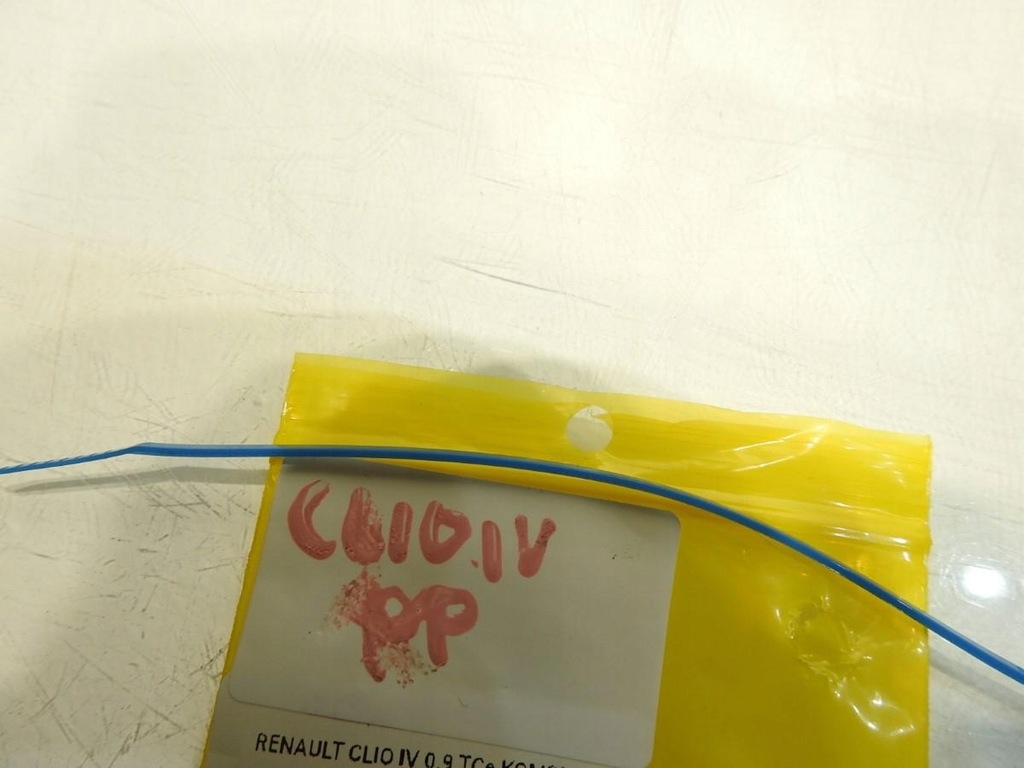 CLIO.IV
PP
RENAULT CLIO IV 0.9 TCe